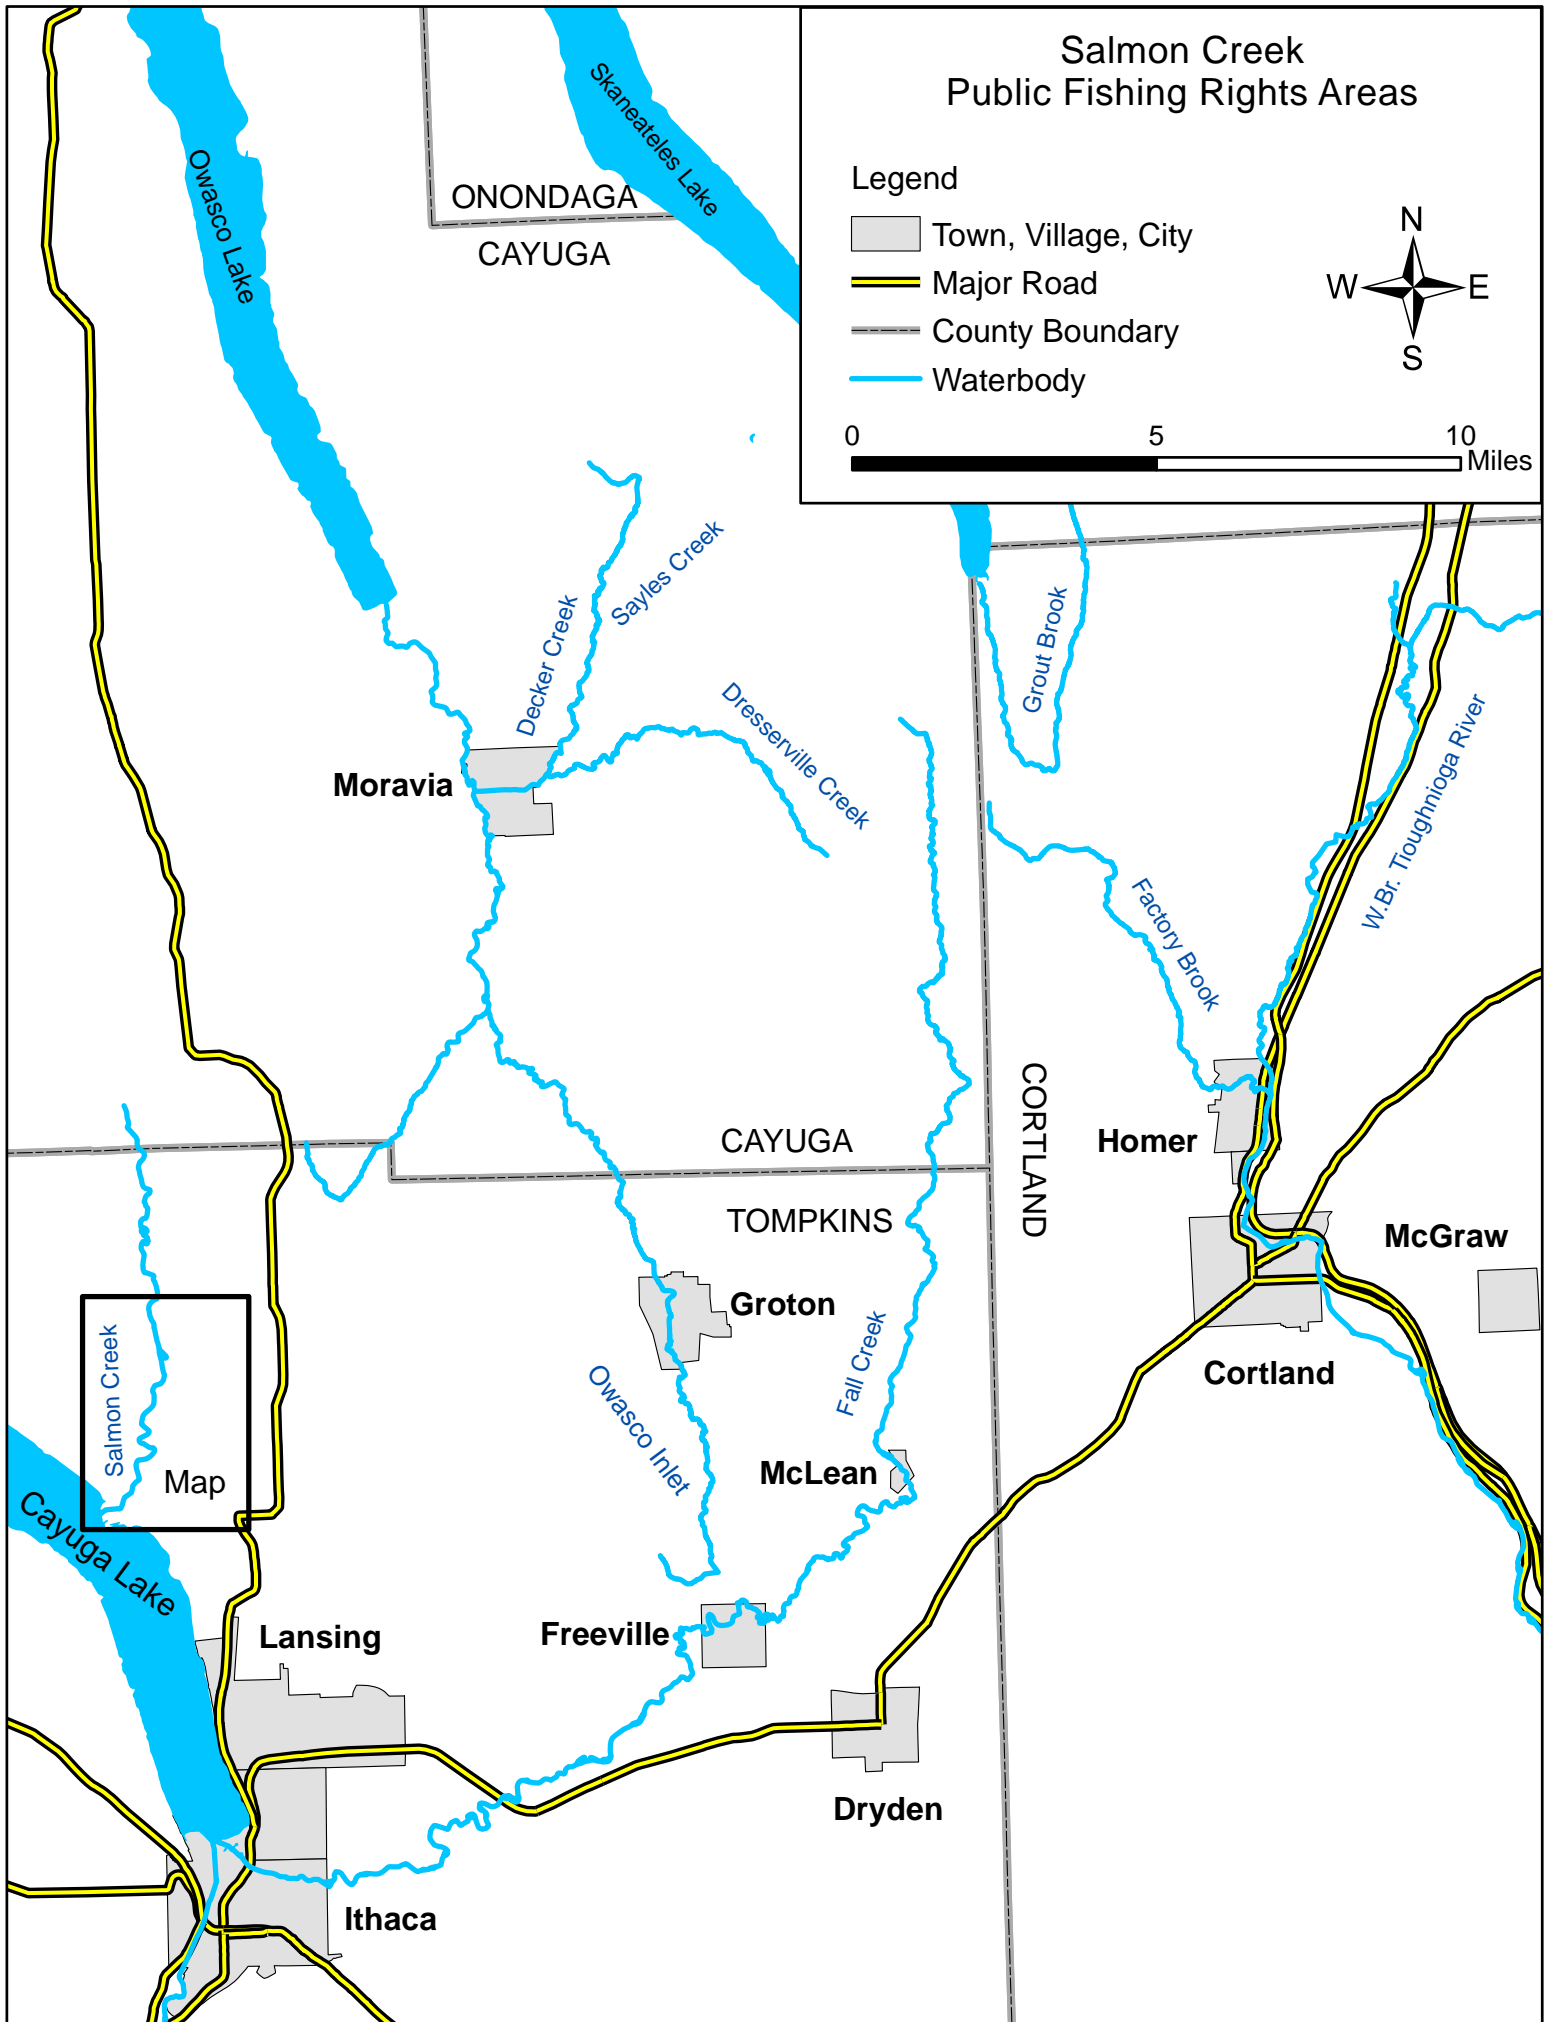 Salmon Creek
Public Fishing Rights Areas
Legend
Town, Village, City
Major Road
County Boundary
Waterbody
N
W
E
S
0
5
10
Miles
Skaneateles Lake
Owasco Lake
ONONDAGA
CAYUGA
Sayles Creek
Decker Creek
Grout Brook
Dresserville Creek
W.Br. Tioughnioga River
Moravia
Factory Brook
CAYUGA
CORTLAND
Homer
TOMPKINS
McGraw
Groton
Salmon Creek
Fall Creek
Cortland
Owasco Inlet
McLean
Map
Cayuga Lake
Lansing
Freeville
Dryden
Ithaca